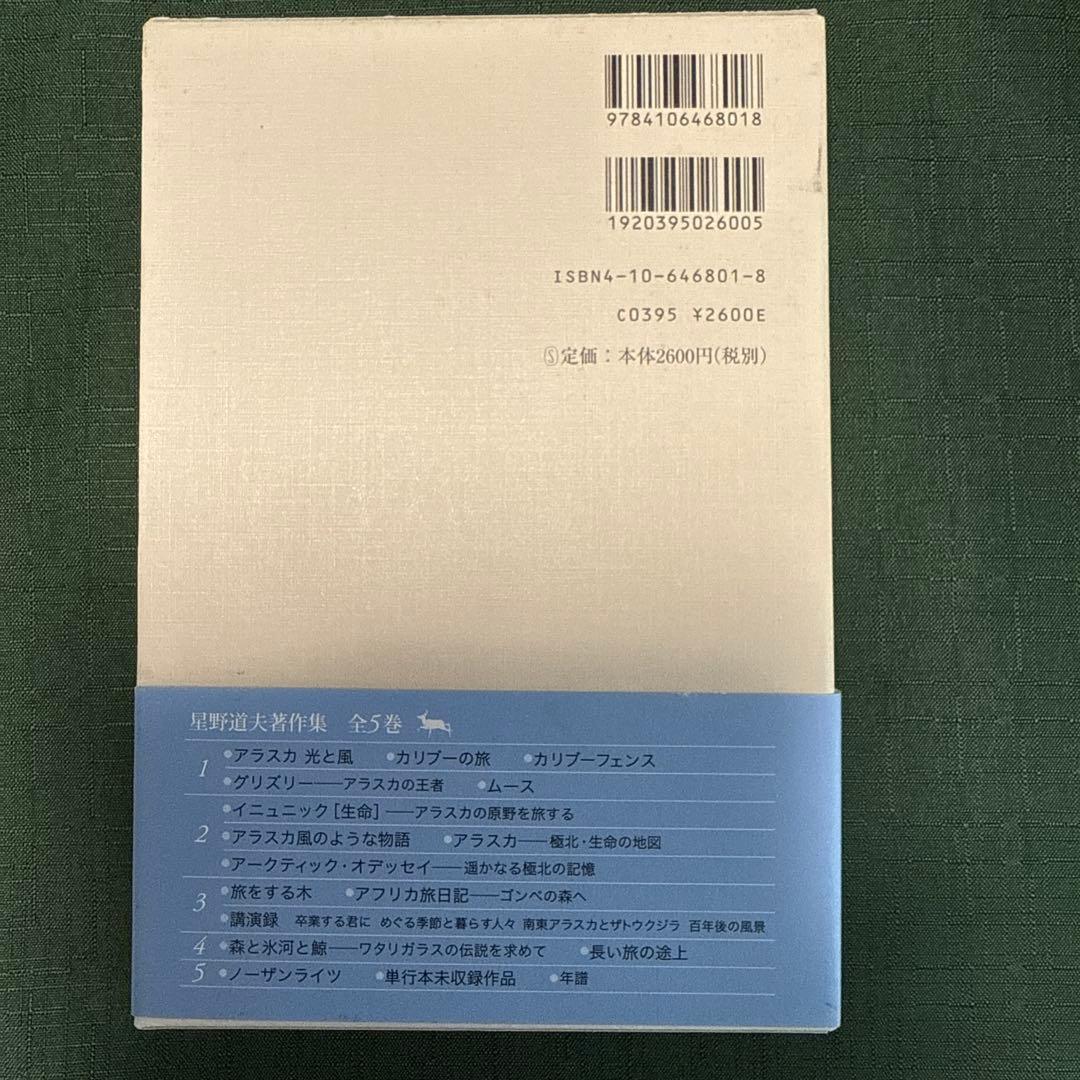 9784106468018
1920395026005
ISBN4-10-646801-8
C0395 ¥2600E
Ⓢ定価：本体2600円(税別)
星野道夫著作集 全5巻
1 ●アラスカ 光と風 ●カリブーの旅 ●カリブーフェンス
●グリズリー──アラスカの王者 ●ムース
2 ●イニュニック［生命］──アラスカの原野を旅する
●アラスカ風のような物語 ●アラスカ──極北・生命の地図
●アークティック・オデッセイ──遥かなる極北の記憶
3 ●旅をする木 ●アフリカ旅日記──ゴンベの森へ
●講演録 卒業する君に めぐる季節と暮らす人々 南東アラスカとザトウクジラ 百年後の風景
4 ●森と氷河と鯨──ワタリガラスの伝説を求めて ●長い旅の途上
5 ●ノーザンライツ ●単行本未収録作品 ●年譜